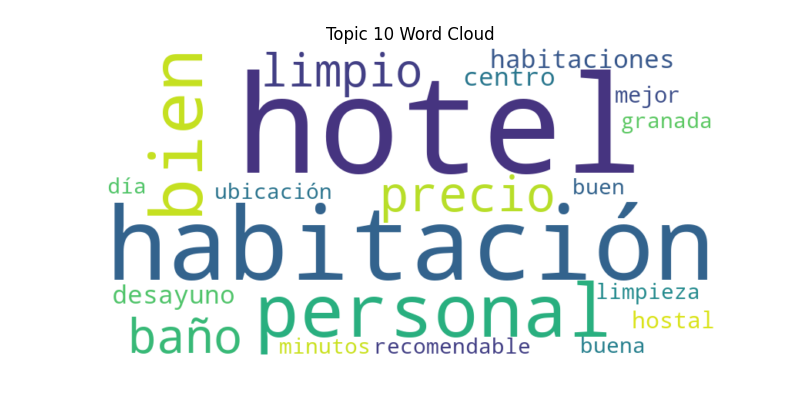 Topic 10 Word Cloud
bien
limpio
habitaciones
centro
hotel
mejor
granada
día
ubicación
precio
buen
habitación
desayuno
personal
limpieza
baño
hostal
minutos
recomendable
buena